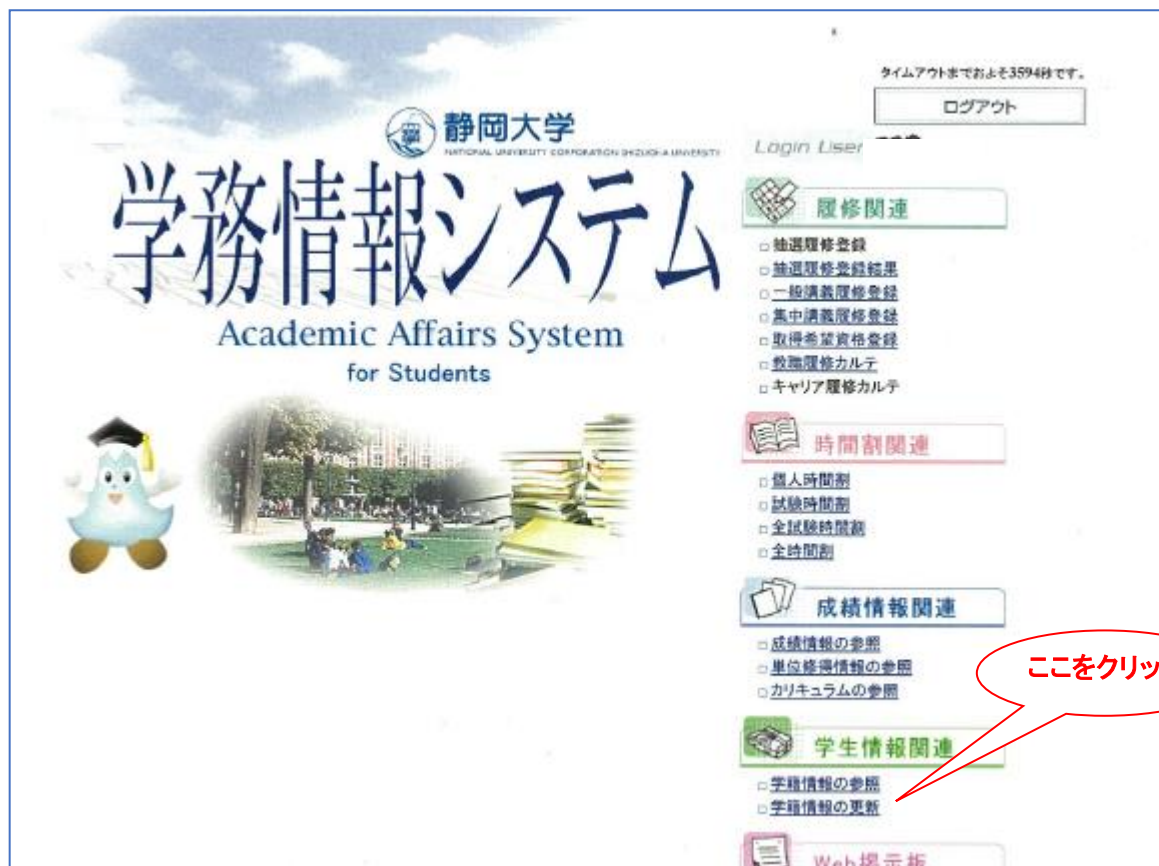 タイムアウトまでおよそ3594秒です。
ログアウト
静岡大学
NATIONAL UNIVERSITY CORPORATION SHIZUOKA UNIVERSITY
Login User
学務情報システム
Academic Affairs System
for Students
履修関連
抽選履修登録
抽選履修登録結果
一般講義履修登録
集中講義履修登録
取得希望資格登録
教職履修カルテ
キャリア履修カルテ
時間割関連
個人時間割
試験時間割
全試験時間割
全時間割
成績情報関連
成績情報の参照
単位修得情報の参照
カリキュラムの参照
ここをクリッ
学生情報関連
学籍情報の参照
学籍情報の更新
Web掲示板